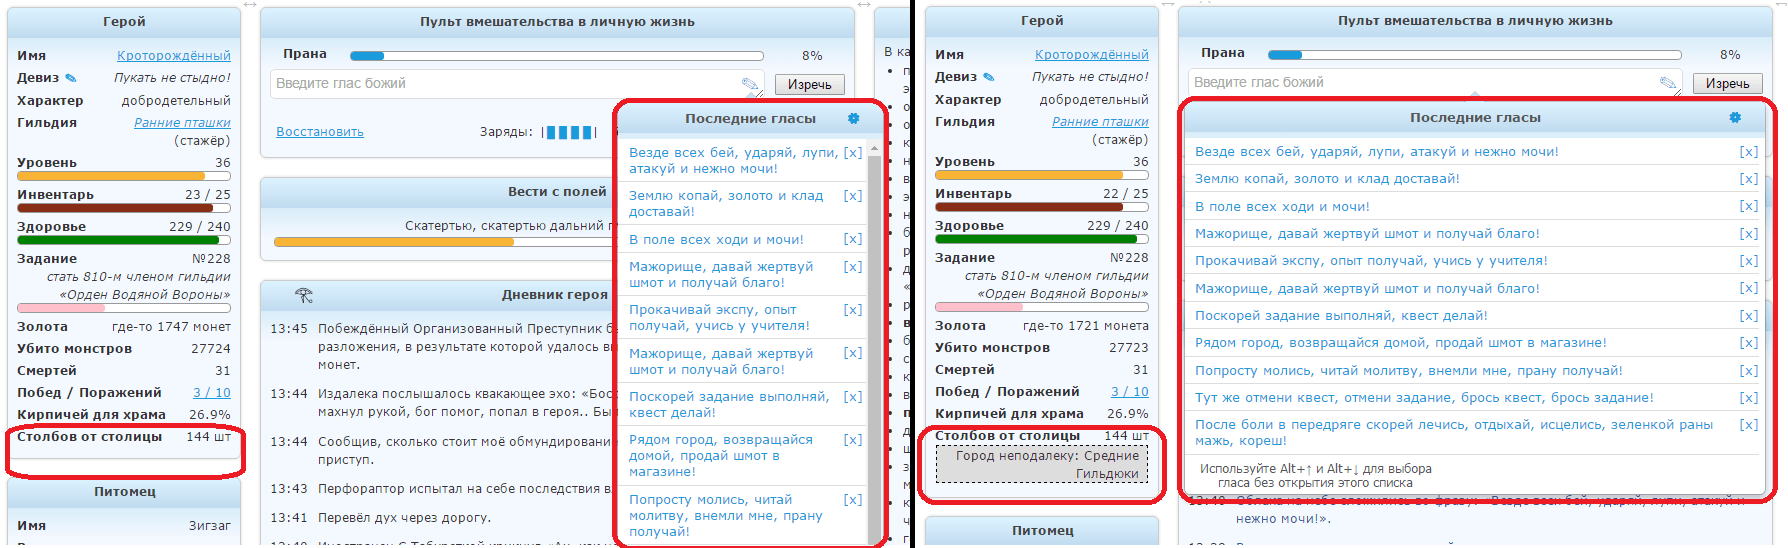 Герой
Имя Кроторождённый
Девиз Пукать не стыдно!
Характер добродетельный
Гильдия Ранние пташки
(стажёр)
Уровень 36
Инвентарь 23 / 25
Здоровье 229 / 240
Задание №228
стать 810-м членом гильдии
«Орден Водяной Вороны»
Золота где-то 1747 монет
Убито монстров 27724
Смертей 31
Побед / Поражений 3 / 10
Кирпичей для храма 26.9%
Столбов от столицы 144 шт
Питомец
Имя Зигзаг
Пульт вмешательства в личную жизнь
Прана 8%
Введите глас божий Изречь
Восстановить Заряды:
Вести с полей
Скатертью, скатертью дальний
Дневник героя
13:45 Побеждённый Организованный Преступник
разложения, в результате которой удалось
монет.
13:44 Издалека послышалось квакающее эхо:
махнул рукой, бог помог, попал в героя..
13:44 Сообщив, сколько стоит моё обмундирование
приступ.
13:43 Перфоратор испытал на себе последствия
13:41 Перевёл дух через дорогу.
Последние гласы
Везде всех бей, ударяй, лупи, [x]
атакуй и нежно мочи!
Землю копай, золото и клад [x]
доставай!
В поле всех ходи и мочи! [x]
Мажорище, давай жертвуй [x]
шмот и получай благо!
Прокачивай экспу, опыт [x]
получай, учись у учителя!
Мажорище, давай жертвуй [x]
шмот и получай благо!
Поскорей задание выполняй, [x]
квест делай!
Рядом город, возвращайся [x]
домой, продай шмот в
магазине!
Попросту молись, читай [x]
молитву, внемли мне, прану
получай!
В ка
Герой
Имя Кроторождённый
Девиз Пукать не стыдно!
Характер добродетельный
Гильдия Ранние пташки
(стажёр)
Уровень 36
Инвентарь 22 / 25
Здоровье 229 / 240
Задание №228
стать 810-м членом гильдии
«Орден Водяной Вороны»
Золота где-то 1721 монета
Убито монстров 27723
Смертей 31
Побед / Поражений 3 / 10
Кирпичей для храма 26.9%
Столбов от столицы 144 шт
Город неподалеку: Средние
Гильдюки
Питомец
Пульт вмешательства в личную жизнь
Прана 8%
Введите глас божий Изречь
Последние гласы
Везде всех бей, ударяй, лупи, атакуй и нежно мочи! [x]
Землю копай, золото и клад доставай! [x]
В поле всех ходи и мочи! [x]
Мажорище, давай жертвуй шмот и получай благо! [x]
Прокачивай экспу, опыт получай, учись у учителя! [x]
Мажорище, давай жертвуй шмот и получай благо! [x]
Поскорей задание выполняй, квест делай! [x]
Рядом город, возвращайся домой, продай шмот в магазине! [x]
Попросту молись, читай молитву, внемли мне, прану получай! [x]
Тут же отмени квест, отмени задание, брось квест, брось задание! [x]
После боли в передряге скорей лечись, отдыхай, исцелись, зеленкой раны [x]
мажь, кореш!
Используйте Alt+↑ и Alt+↓ для выбора
гласа без открытия этого списка
нежно мочи!».